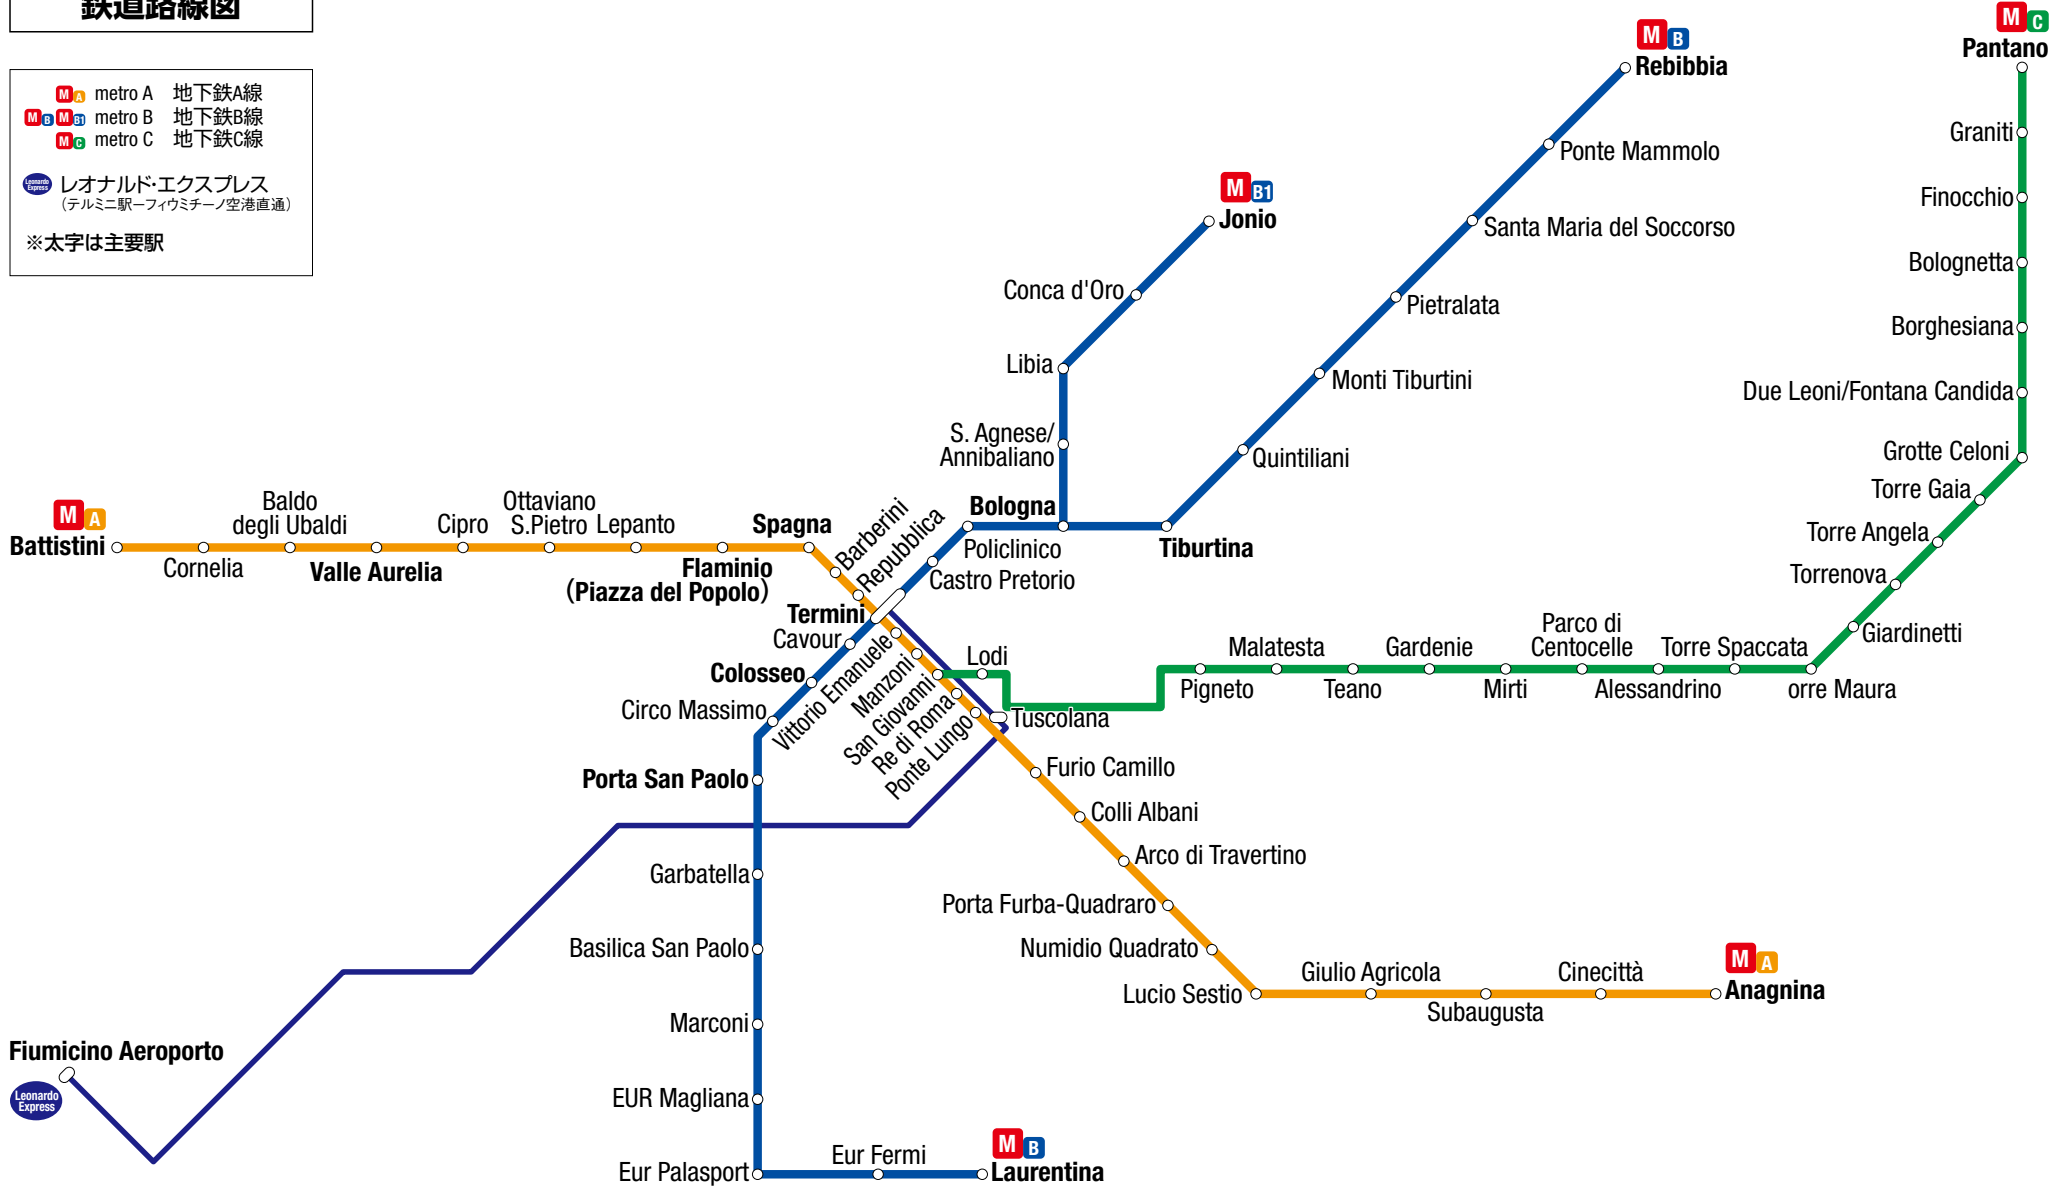 鉄道路線図
M A metro A 地下鉄A線
M B M B1 metro B 地下鉄B線
M C metro C 地下鉄C線
Leonardo
Express
レオナルド・エクスプレス
(テルミニ駅ーフィウミチーノ空港直通)
※太字は主要駅
M A
Battistini
Cornelia
Baldo
degli Ubaldi
Valle Aurelia
Cipro
Ottaviano
S.Pietro
Lepanto
Flaminio
(Piazza del Popolo)
Spagna
Barberini
Repubblica
Termini
Vittorio Emanuele
Manzoni
San Giovanni
Re di Roma
Ponte Lungo
Furio Camillo
Colli Albani
Arco di Travertino
Porta Furba-Quadraro
Numidio Quadrato
Lucio Sestio
Giulio Agricola
Subaugusta
Cinecittà
M A
Anagnina
M B
Rebibbia
Ponte Mammolo
Santa Maria del Soccorso
Pietralata
Monti Tiburtini
Quintiliani
Tiburtina
M B1
Jonio
Conca d'Oro
Libia
S. Agnese/
Annibaliano
Bologna
Policlinico
Castro Pretorio
Cavour
Colosseo
Circo Massimo
Porta San Paolo
Garbatella
Basilica San Paolo
Marconi
EUR Magliana
Eur Palasport
Eur Fermi
M B
Laurentina
M C
Pantano
Graniti
Finocchio
Bolognetta
Borghesiana
Due Leoni/Fontana Candida
Grotte Celoni
Torre Gaia
Torre Angela
Torrenova
Giardinetti
orre Maura
Torre Spaccata
Alessandrino
Parco di
Centocelle
Mirti
Gardenie
Teano
Malatesta
Pigneto
Lodi
Tuscolana
Fiumicino Aeroporto
Leonardo
Express